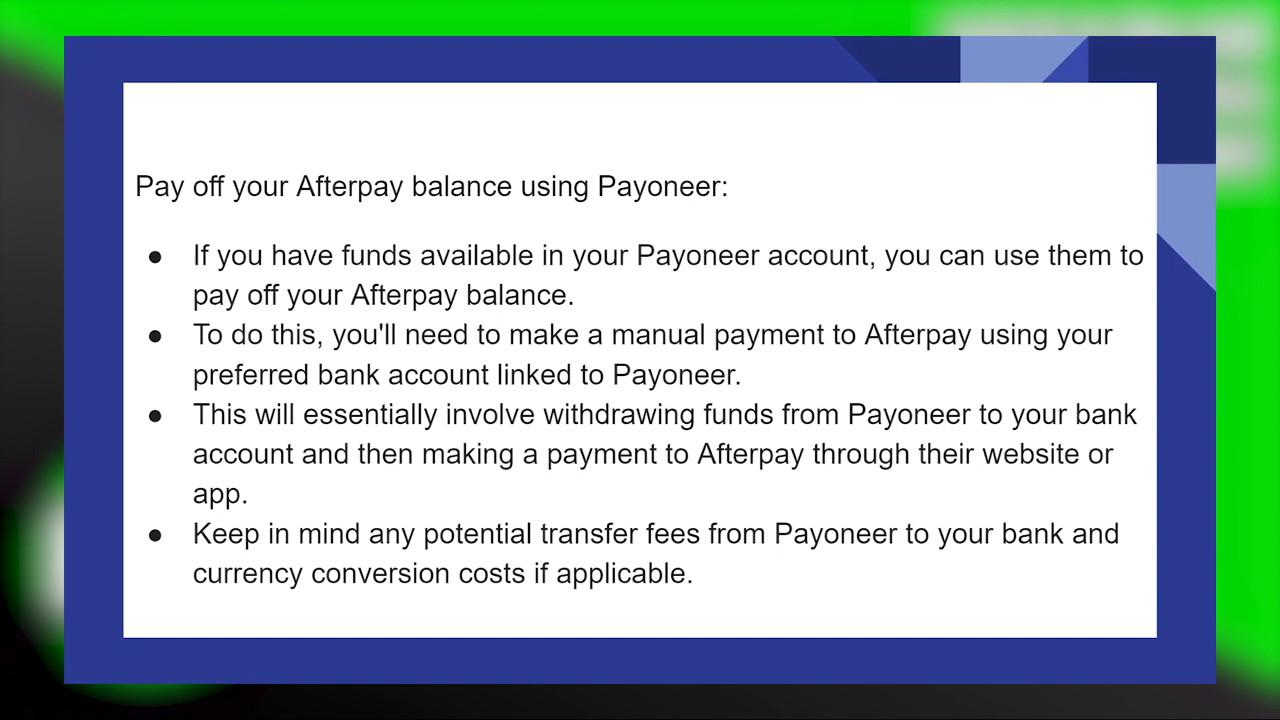 Pay off your Afterpay balance using Payoneer:
● If you have funds available in your Payoneer account, you can use them to
pay off your Afterpay balance.
● To do this, you'll need to make a manual payment to Afterpay using your
preferred bank account linked to Payoneer.
● This will essentially involve withdrawing funds from Payoneer to your bank
account and then making a payment to Afterpay through their website or
app.
● Keep in mind any potential transfer fees from Payoneer to your bank and
currency conversion costs if applicable.